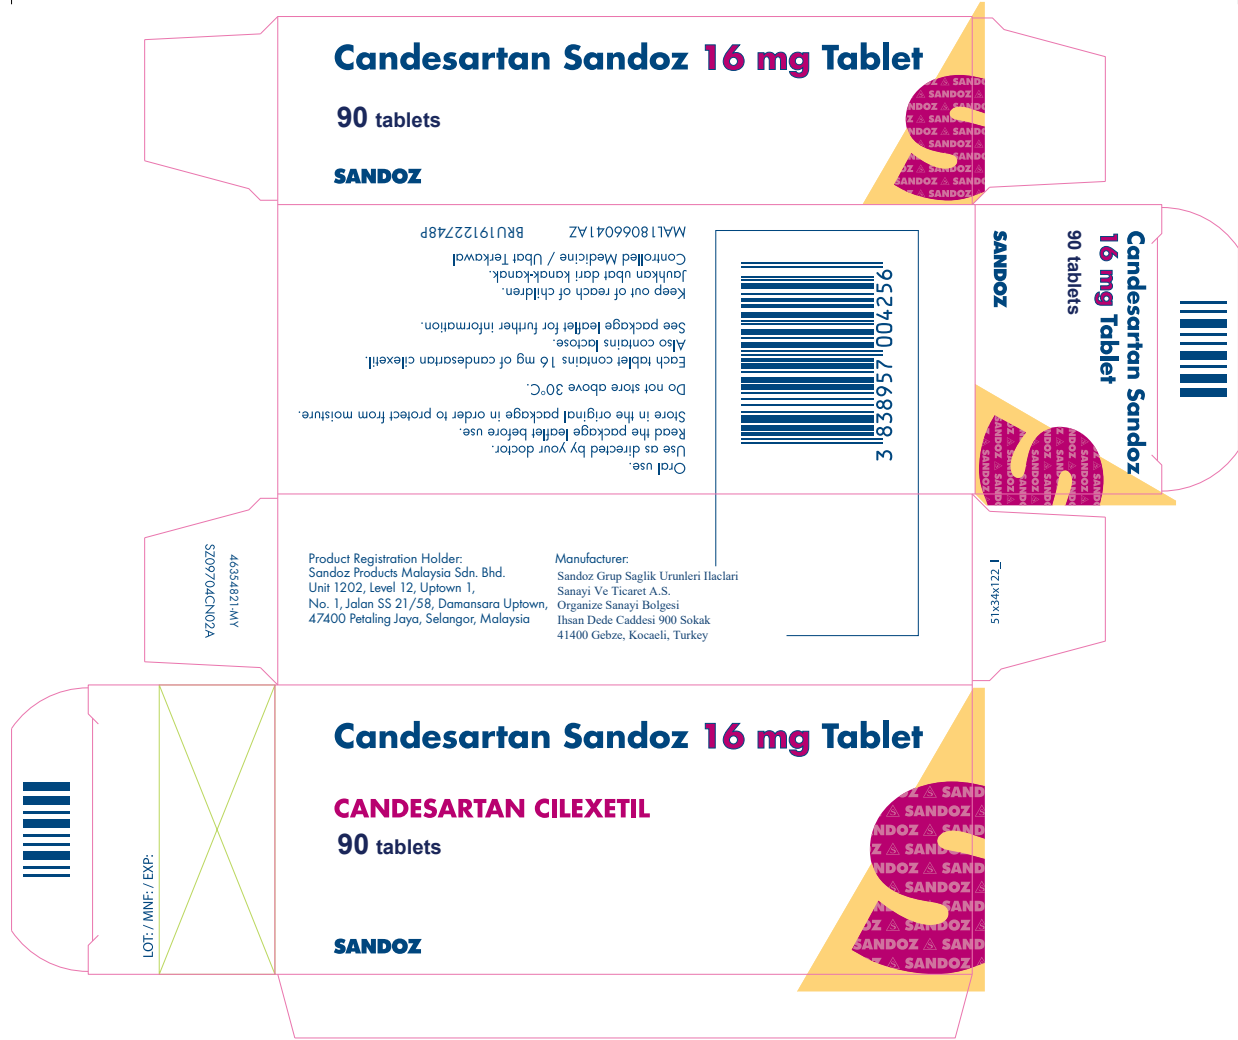 Candesartan Sandoz 16 mg Tablet
90 tablets
SANDOZ
Candesartan Sandoz
16 mg Tablet
90 tablets
SANDOZ
Oral use.
Use as directed by your doctor.
Read the package leaflet before use.
Store in the original package in order to protect from moisture.
Do not store above 30°C.
Each tablet contains 16 mg of candesartan cilexetil.
Also contains lactose.
See package leaflet for further information.
Keep out of reach of children.
Jauhkan ubat dari kanak-kanak.
Controlled Medicine / Ubat Terkawal
MAL18066041AZ BRU191222748P
3 838957 004256
46354821-MY
SZ09704CN02A
Product Registration Holder:
Sandoz Products Malaysia Sdn. Bhd.
Unit 1202, Level 12, Uptown 1,
No. 1, Jalan SS 21/58, Damansara Uptown,
47400 Petaling Jaya, Selangor, Malaysia
Manufacturer:
Sandoz Grup Saglik Urunleri Ilaclari
Sanayi Ve Ticaret A.S.
Organize Sanayi Bolgesi
Ihsan Dede Caddesi 900 Sokak
41400 Gebze, Kocaeli, Turkey
51x34x122_I
Candesartan Sandoz 16 mg Tablet
CANDESARTAN CILEXETIL
90 tablets
SANDOZ
LOT: / MNF: / EXP: